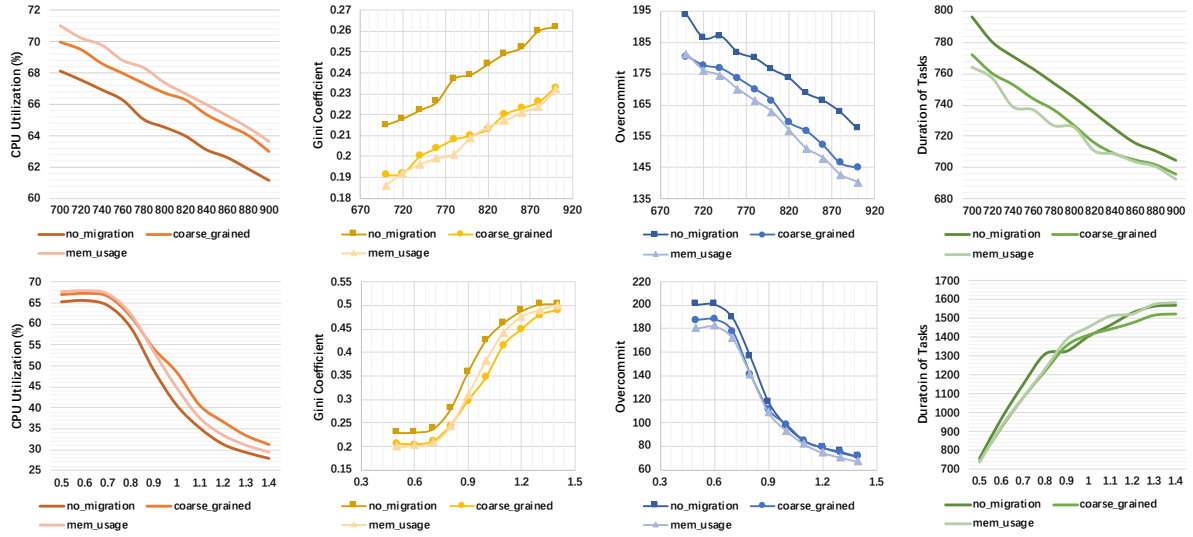 CPU Utilization (%)
72
70
68
66
64
62
60
700 720 740 760 780 800 820 840 860 880 900
no_migration coarse_grained
mem_usage
Gini Coefficient
0.27
0.26
0.25
0.24
0.23
0.22
0.21
0.2
0.19
0.18
670 720 770 820 870 920
no_migration coarse_grained
mem_usage
Overcommit
195
185
175
165
155
145
135
670 720 770 820 870 920
no_migration coarse_grained
mem_usage
Duration of Tasks
800
780
760
740
720
700
680
700 720 740 760 780 800 820 840 860 880 900
no_migration coarse_grained
mem_usage
CPU Utilization (%)
70
65
60
55
50
45
40
35
30
25
0.5 0.6 0.7 0.8 0.9 1 1.1 1.2 1.3 1.4
no_migration coarse_grained
mem_usage
Gini Coefficient
0.55
0.5
0.45
0.4
0.35
0.3
0.25
0.2
0.15
0.3 0.6 0.9 1.2 1.5
no_migration coarse_grained
mem_usage
Overcommit
220
200
180
160
140
120
100
80
60
0.3 0.6 0.9 1.2 1.5
no_migration coarse_grained
mem_usage
Duratoin of Tasks
1700
1600
1500
1400
1300
1200
1100
1000
900
800
700
0.5 0.6 0.7 0.8 0.9 1 1.1 1.2 1.3 1.4
no_migration coarse_grained
mem_usage